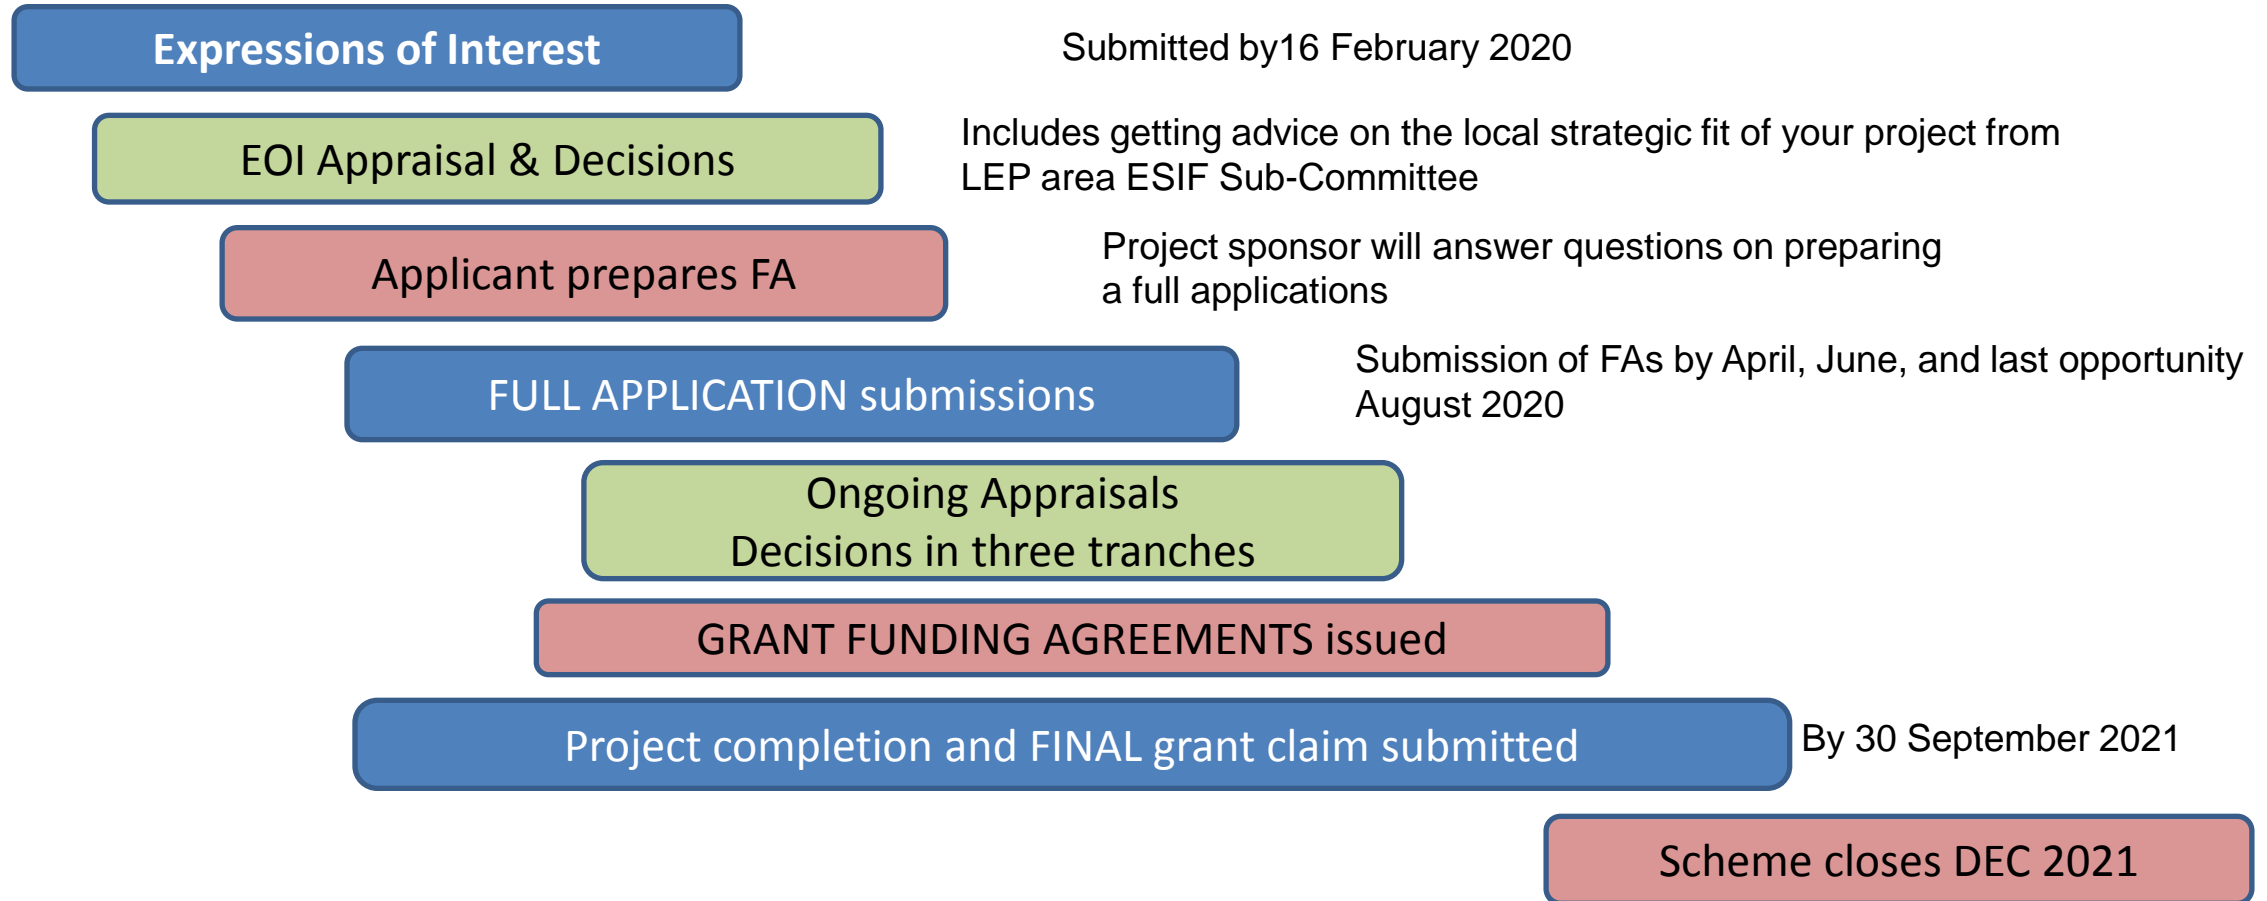 Expressions of Interest
Submitted by16 February 2020
EOI Appraisal & Decisions
Includes getting advice on the local strategic fit of your project from
LEP area ESIF Sub-Committee
Applicant prepares FA
Project sponsor will answer questions on preparing
a full applications
FULL APPLICATION submissions
Submission of FAs by April, June, and last opportunity
August 2020
Ongoing Appraisals
Decisions in three tranches
GRANT FUNDING AGREEMENTS issued
Project completion and FINAL grant claim submitted
By 30 September 2021
Scheme closes DEC 2021